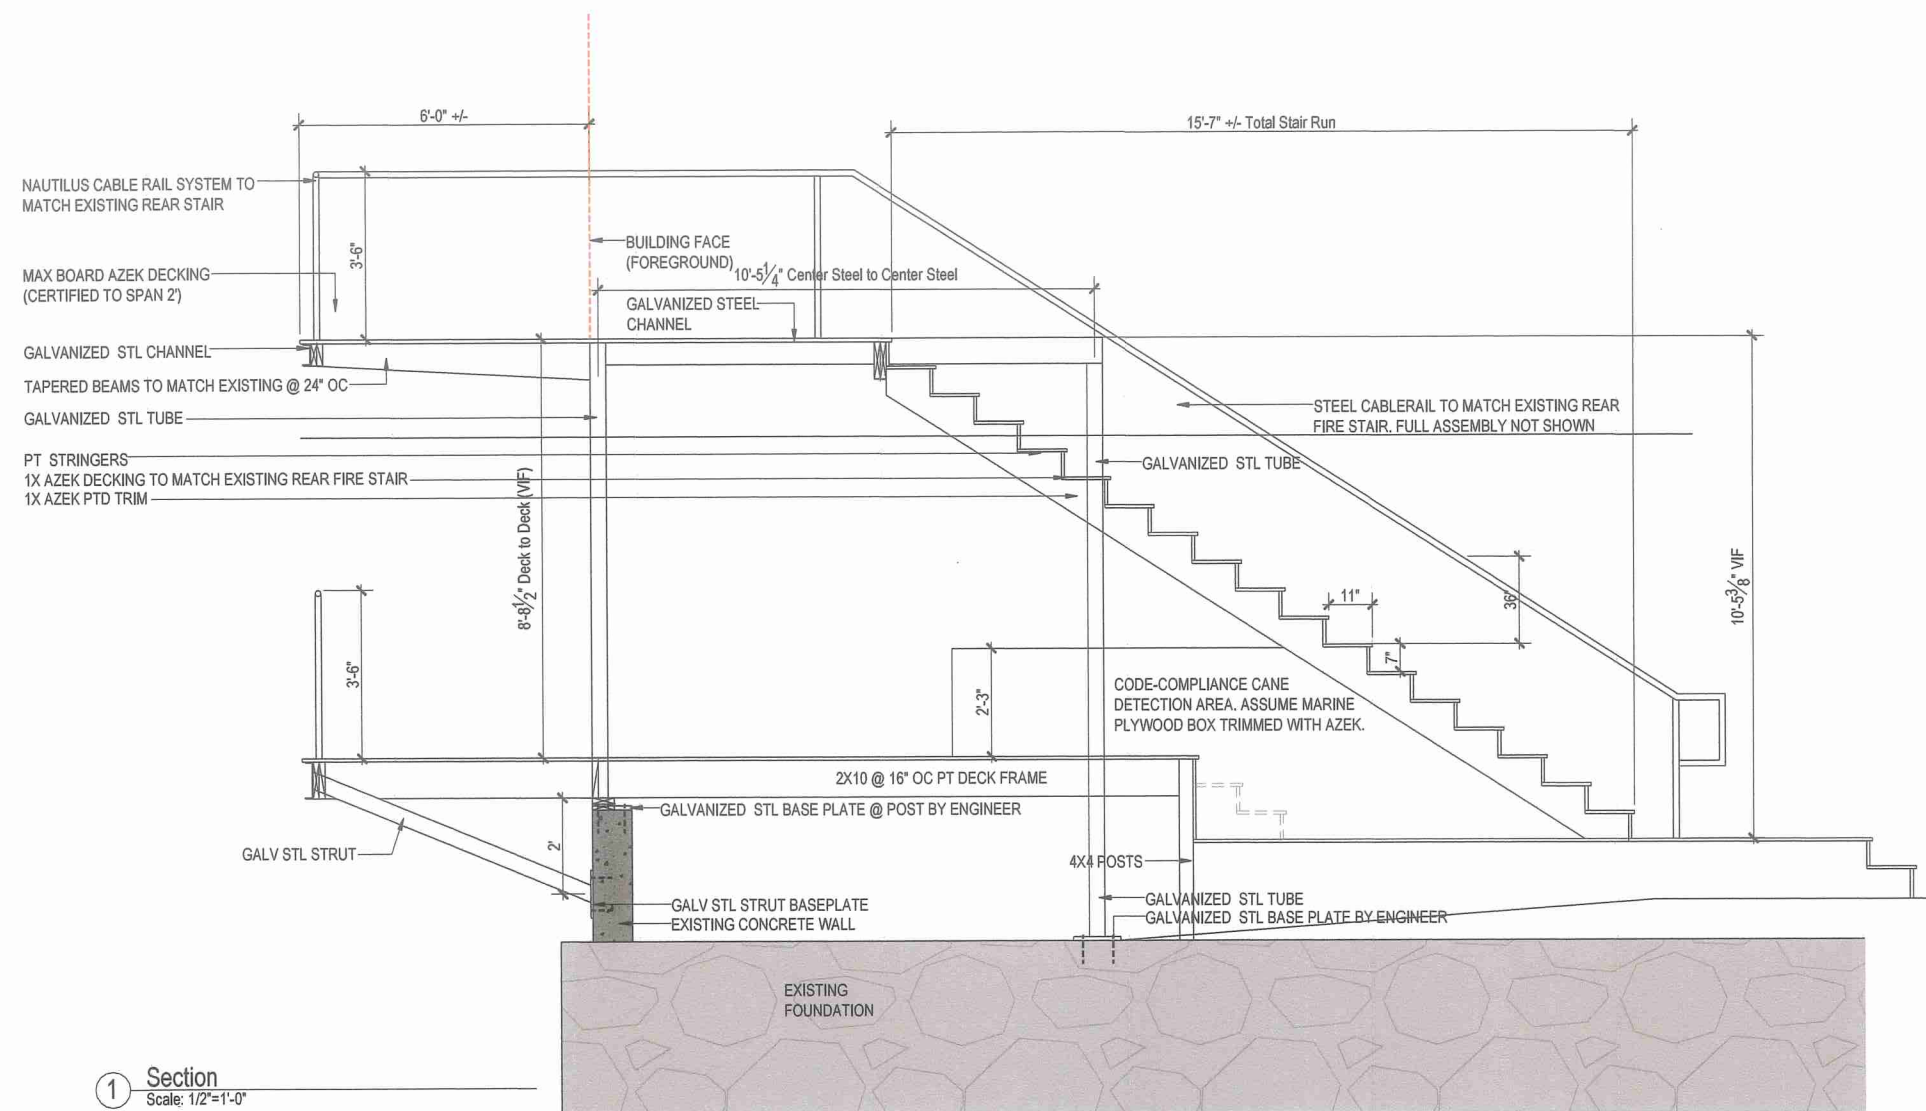 6'-0" +/-
15'-7" +/- Total Stair Run
NAUTILUS CABLE RAIL SYSTEM TO
MATCH EXISTING REAR STAIR
3'-6"
BUILDING FACE
(FOREGROUND)
10'-5 1/4" Center Steel to Center Steel
MAX BOARD AZEK DECKING
(CERTIFIED TO SPAN 2')
GALVANIZED STEEL
CHANNEL
GALVANIZED STL CHANNEL
TAPERED BEAMS TO MATCH EXISTING @ 24" OC
GALVANIZED STL TUBE
STEEL CABLERAIL TO MATCH EXISTING REAR
FIRE STAIR. FULL ASSEMBLY NOT SHOWN
PT STRINGERS
1X AZEK DECKING TO MATCH EXISTING REAR FIRE STAIR
1X AZEK PTD TRIM
GALVANIZED STL TUBE
8'-8 1/2" Deck to Deck (VIF)
11"
36"
7"
10'-5 3/8" VIF
3'-6"
2'-3"
CODE-COMPLIANCE CANE
DETECTION AREA. ASSUME MARINE
PLYWOOD BOX TRIMMED WITH AZEK.
2X10 @ 16" OC PT DECK FRAME
GALVANIZED STL BASE PLATE @ POST BY ENGINEER
2'
GALV STL STRUT
4X4 POSTS
GALV STL STRUT BASEPLATE
EXISTING CONCRETE WALL
GALVANIZED STL TUBE
GALVANIZED STL BASE PLATE BY ENGINEER
EXISTING
FOUNDATION
1 Section
Scale: 1/2"=1'-0"